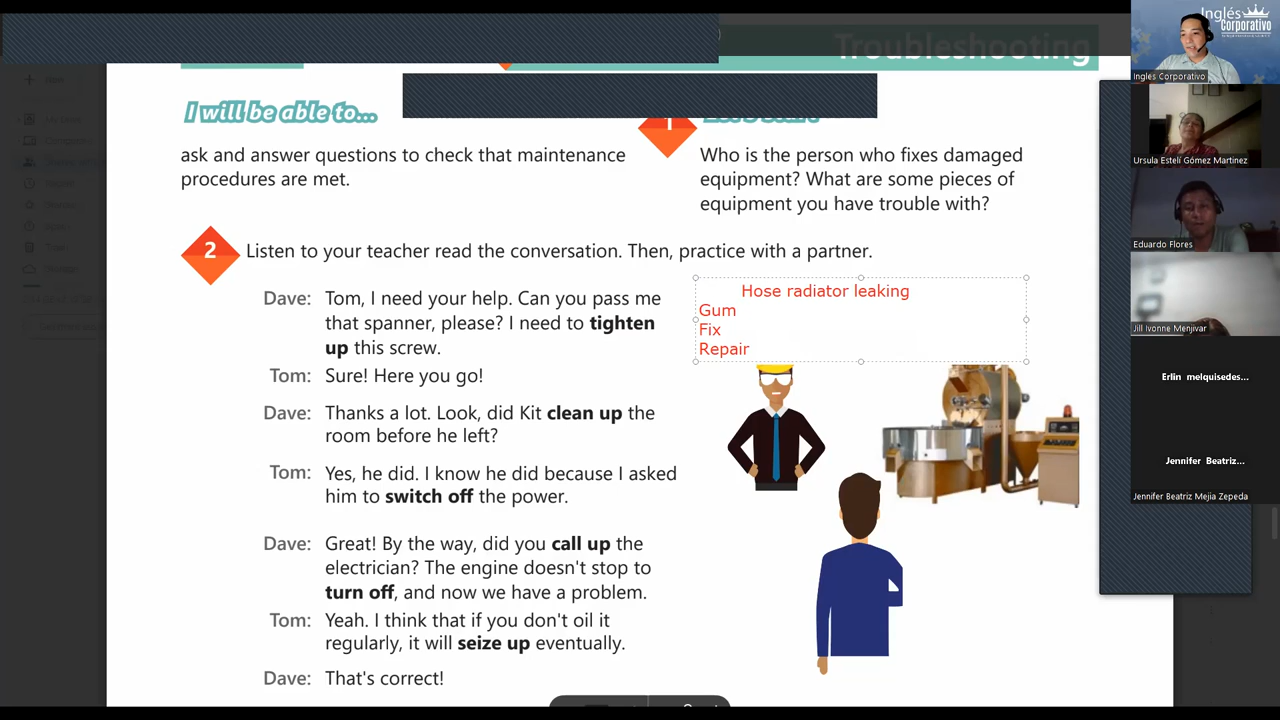 Troubleshooting
I will be able to...
ask and answer questions to check that maintenance
procedures are met.
1
Who is the person who fixes damaged
equipment? What are some pieces of
equipment you have trouble with?
2
Listen to your teacher read the conversation. Then, practice with a partner.
Dave: Tom, I need your help. Can you pass me
that spanner, please? I need to tighten
up this screw.
Tom: Sure! Here you go!
Dave: Thanks a lot. Look, did Kit clean up the
room before he left?
Tom: Yes, he did. I know he did because I asked
him to switch off the power.
Dave: Great! By the way, did you call up the
electrician? The engine doesn't stop to
turn off, and now we have a problem.
Tom: Yeah. I think that if you don't oil it
regularly, it will seize up eventually.
Dave: That's correct!
Hose radiator leaking
Gum
Fix
Repair
Inglés
Corporativo
Ingles Corporativo
Ursula Estelí Gómez Martinez
Eduardo Flores
Jill Ivonne Menjivar
Erlin melquisedes...
Jennifer Beatriz...
Jennifer Beatriz Mejia Zepeda